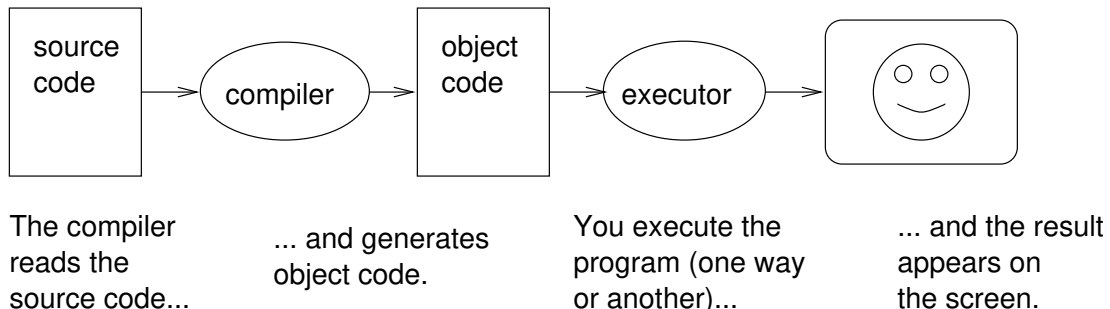 source
code
compiler
object
code
executor
The compiler
reads the
source code...
... and generates
object code.
You execute the
program (one way
or another)...
... and the result
appears on
the screen.